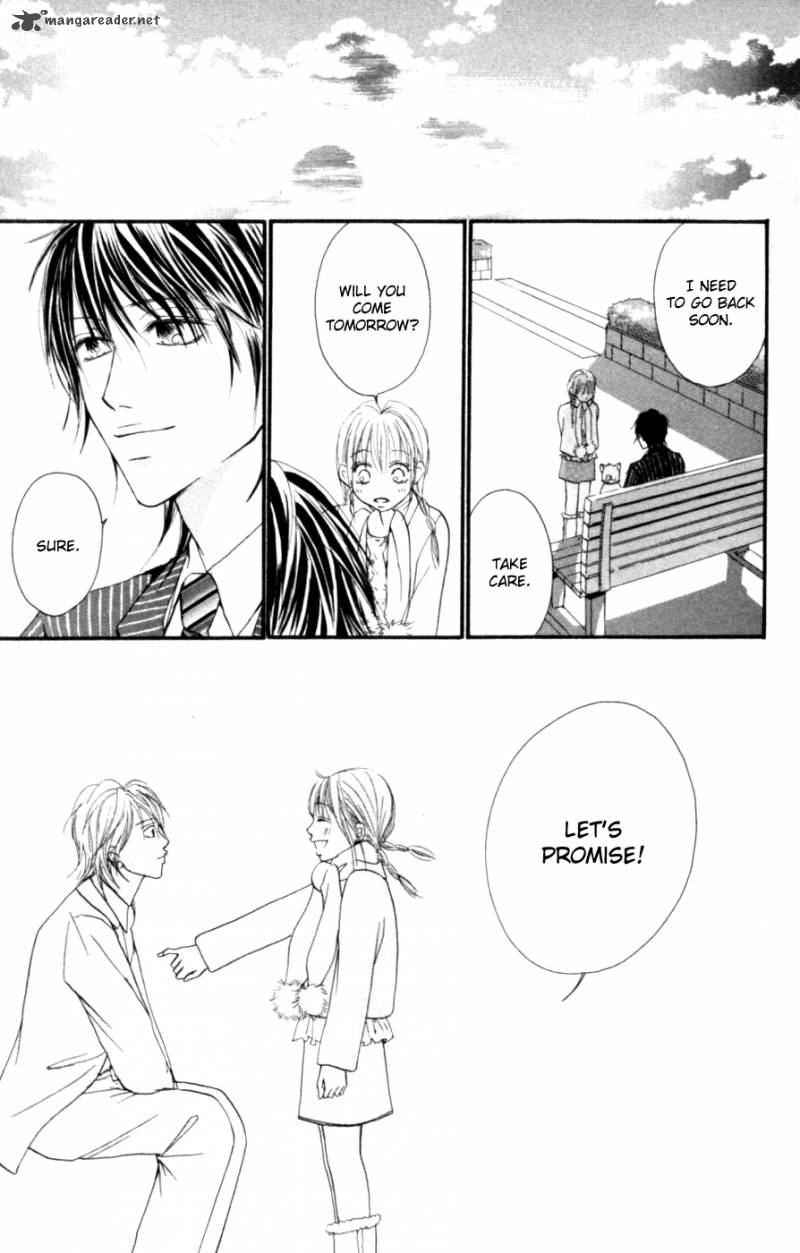 mangareader.net
I NEED
TO GO BACK
SOON.
TAKE
CARE.
WILL YOU
COME
TOMORROW?
SURE.
LET'S
PROMISE!